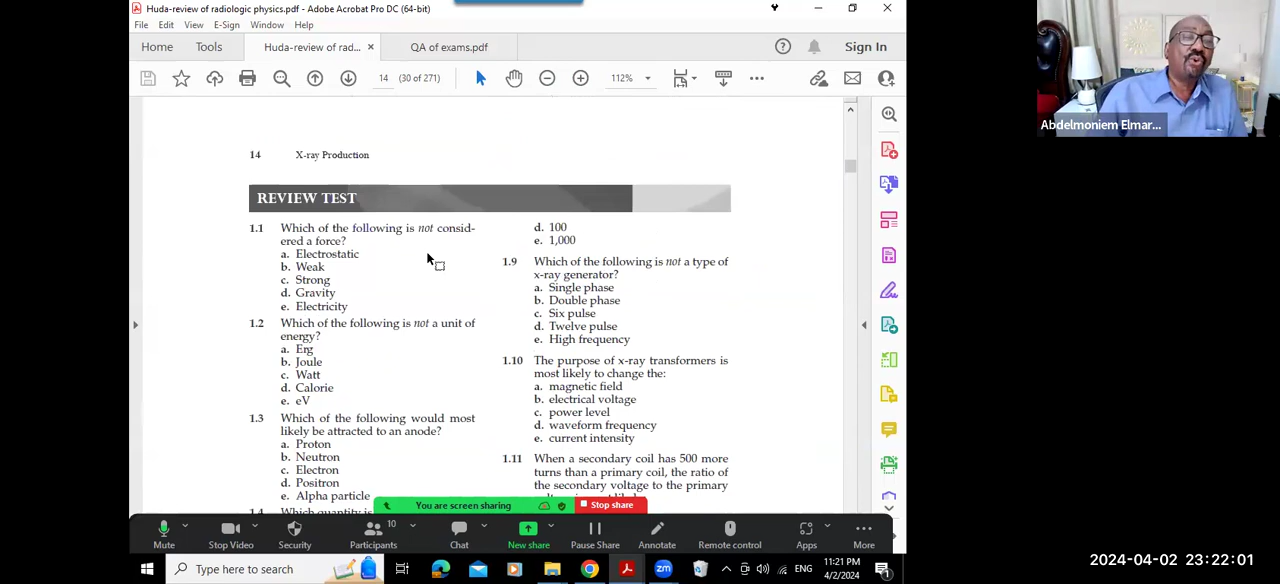 Huda-review of radiologic physics.pdf - Adobe Acrobat Pro DC (64-bit)
File Edit View E-Sign Window Help
Home Tools Huda-review of rad... × QA of exams.pdf Sign In
14 (30 of 271) 112%
14 X-ray Production
REVIEW TEST
1.1 Which of the following is not consid-
ered a force?
a. Electrostatic
b. Weak
c. Strong
d. Gravity
e. Electricity
1.2 Which of the following is not a unit of
energy?
a. Erg
b. Joule
c. Watt
d. Calorie
e. eV
1.3 Which of the following would most
likely be attracted to an anode?
a. Proton
b. Neutron
c. Electron
d. Positron
e. Alpha particle
1.4 Which quantity is
d. 100
e. 1,000
1.9 Which of the following is not a type of
x-ray generator?
a. Single phase
b. Double phase
c. Six pulse
d. Twelve pulse
e. High frequency
1.10 The purpose of x-ray transformers is
most likely to change the:
a. magnetic field
b. electrical voltage
c. power level
d. waveform frequency
e. current intensity
1.11 When a secondary coil has 500 more
turns than a primary coil, the ratio of
the secondary voltage to the primary
You are screen sharing Stop share
10
Mute Stop Video Security Participants Chat New share Pause Share Annotate Remote control Apps More
Type here to search
zm
ENG
11:21 PM
4/2/2024
1
Abdelmoniem Elmar...
2024-04-02 23:22:01